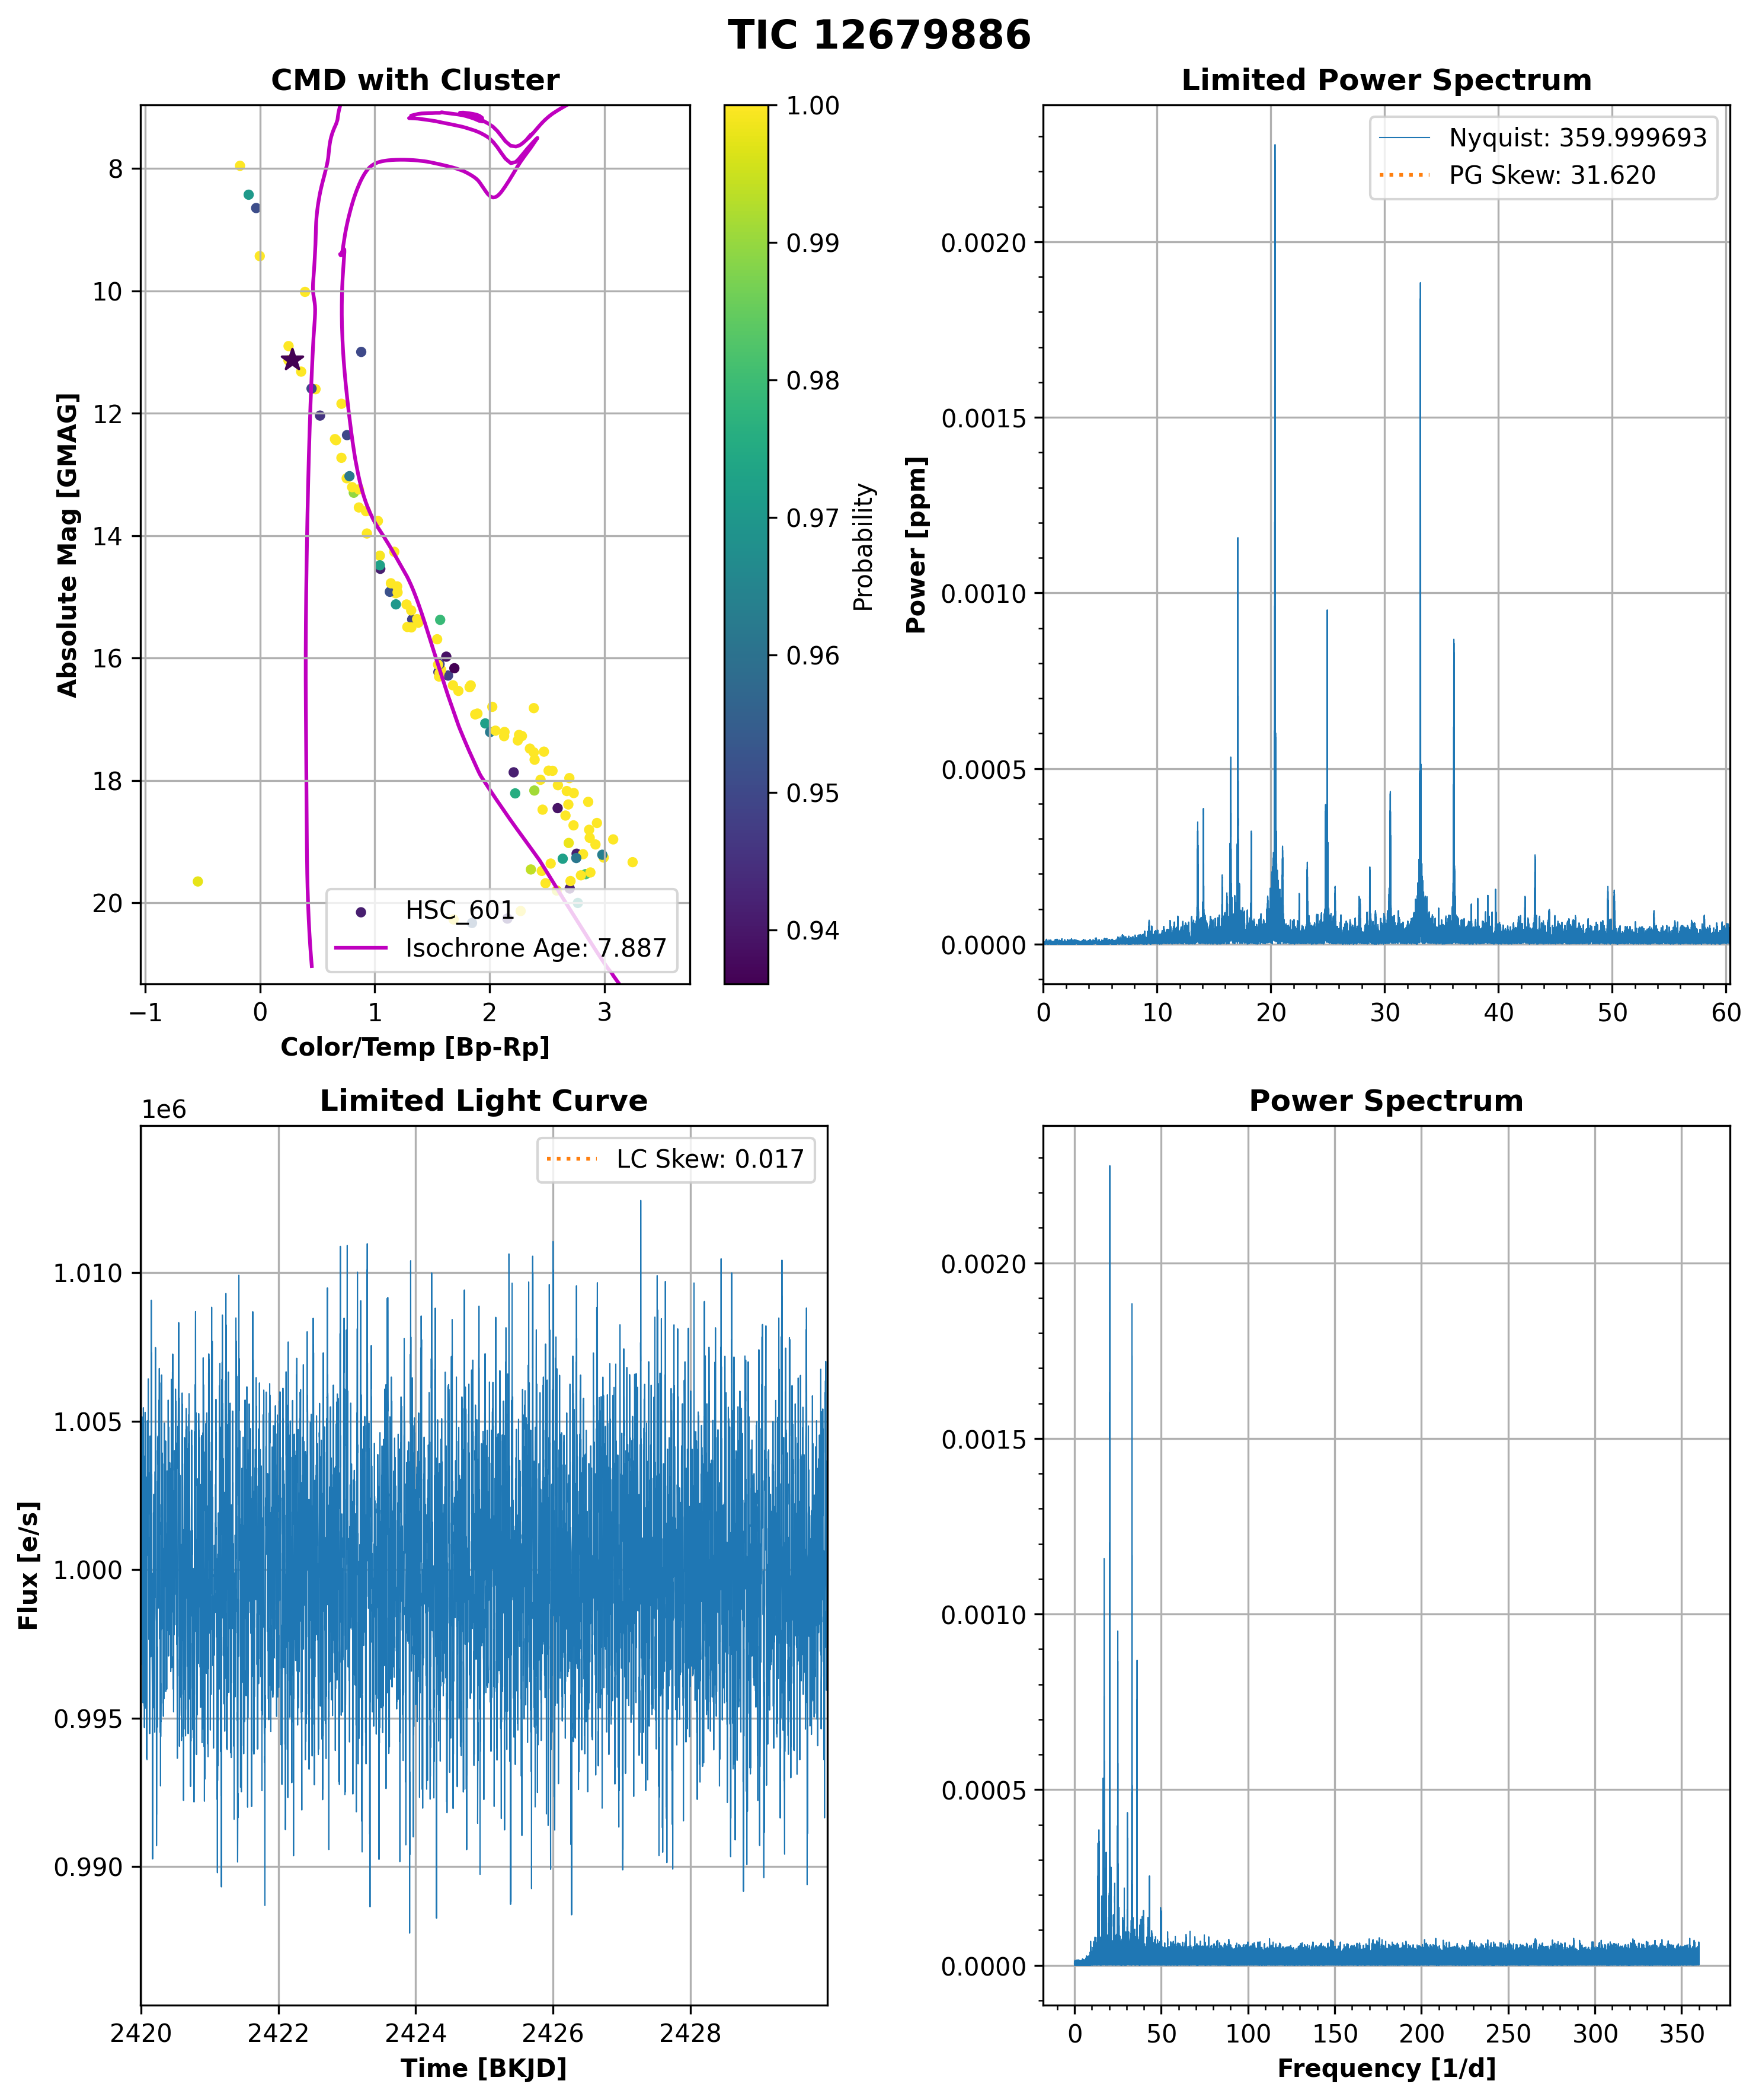 TIC 12679886
CMD with Cluster
8
10
12
14
16
18
20
Absolute Mag [GMAG]
HSC_601
Isochrone Age: 7.887
−1 0 1 2 3
Color/Temp [Bp-Rp]
1.00
0.99
0.98
0.97
0.96
0.95
0.94
Probability
Limited Power Spectrum
Nyquist: 359.999693
PG Skew: 31.620
0.0020
0.0015
0.0010
0.0005
0.0000
Power [ppm]
0 10 20 30 40 50 60
Limited Light Curve
1e6
LC Skew: 0.017
1.010
1.005
1.000
0.995
0.990
Flux [e/s]
2420 2422 2424 2426 2428
Time [BKJD]
Power Spectrum
0.0020
0.0015
0.0010
0.0005
0.0000
0 50 100 150 200 250 300 350
Frequency [1/d]